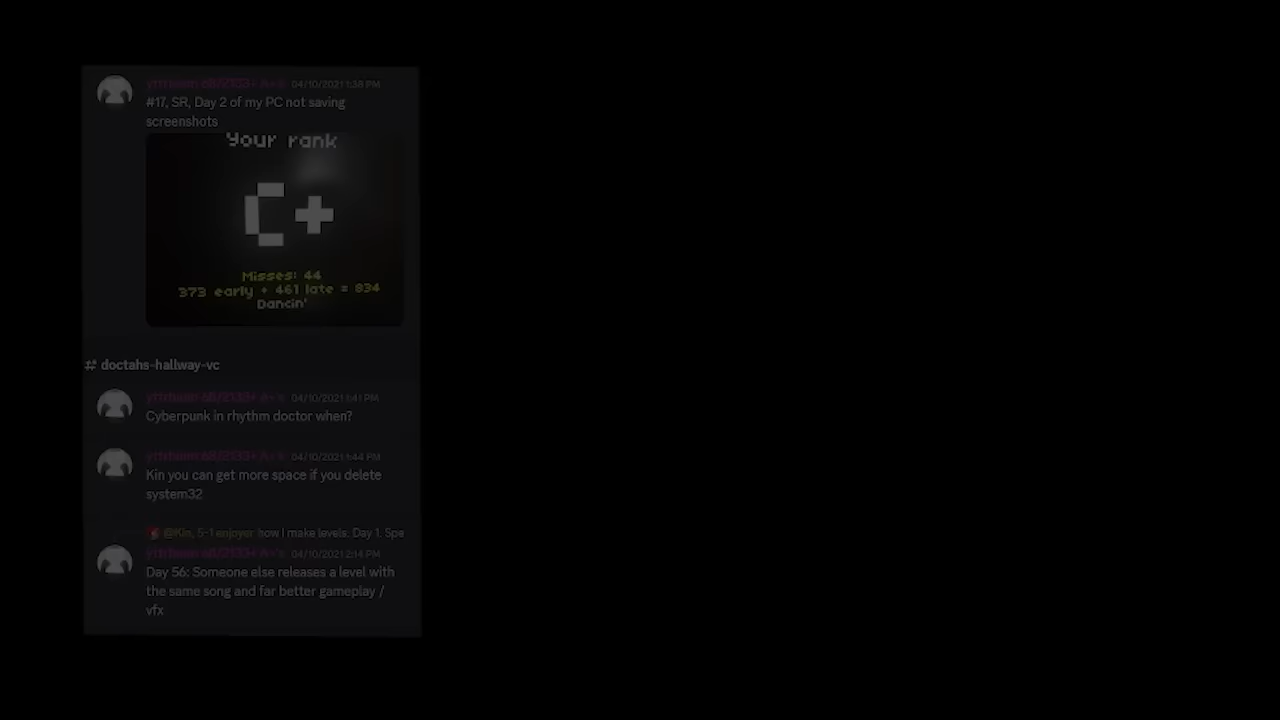 04/10/2021 1:38 PM
#17, SR, Day 2 of my PC not saving
screenshots
Your rank
C+
Misses: 44
373 early + 461 late = 834
Dancin'
# doctahs-hallway-vc
04/10/2021 1:41 PM
Cyberpunk in rhythm doctor when?
04/10/2021 1:44 PM
Kin you can get more space if you delete
system32
@Kin, 5-1 enjoyer how I make levels: Day 1. Spe
04/10/2021 2:14 PM
Day 56: Someone else releases a level with
the same song and far better gameplay /
vfx